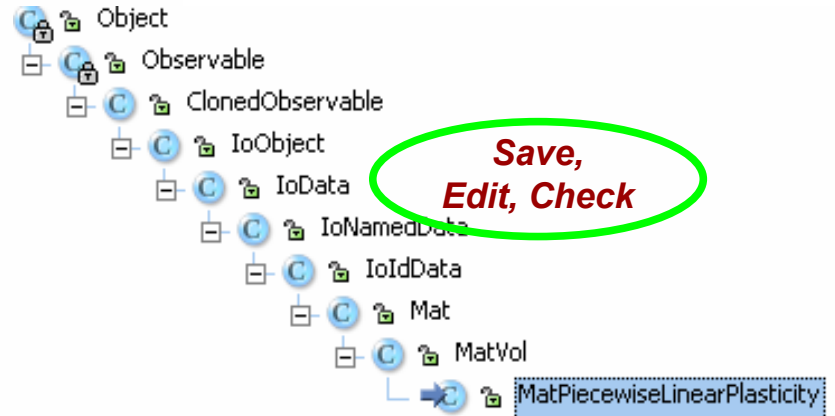 Object
Observable
ClonedObservable
IoObject
Save,
IoData
Edit, Check
IoNamedData
IoIdData
Mat
MatVol
MatPiecewiseLinearPlasticity